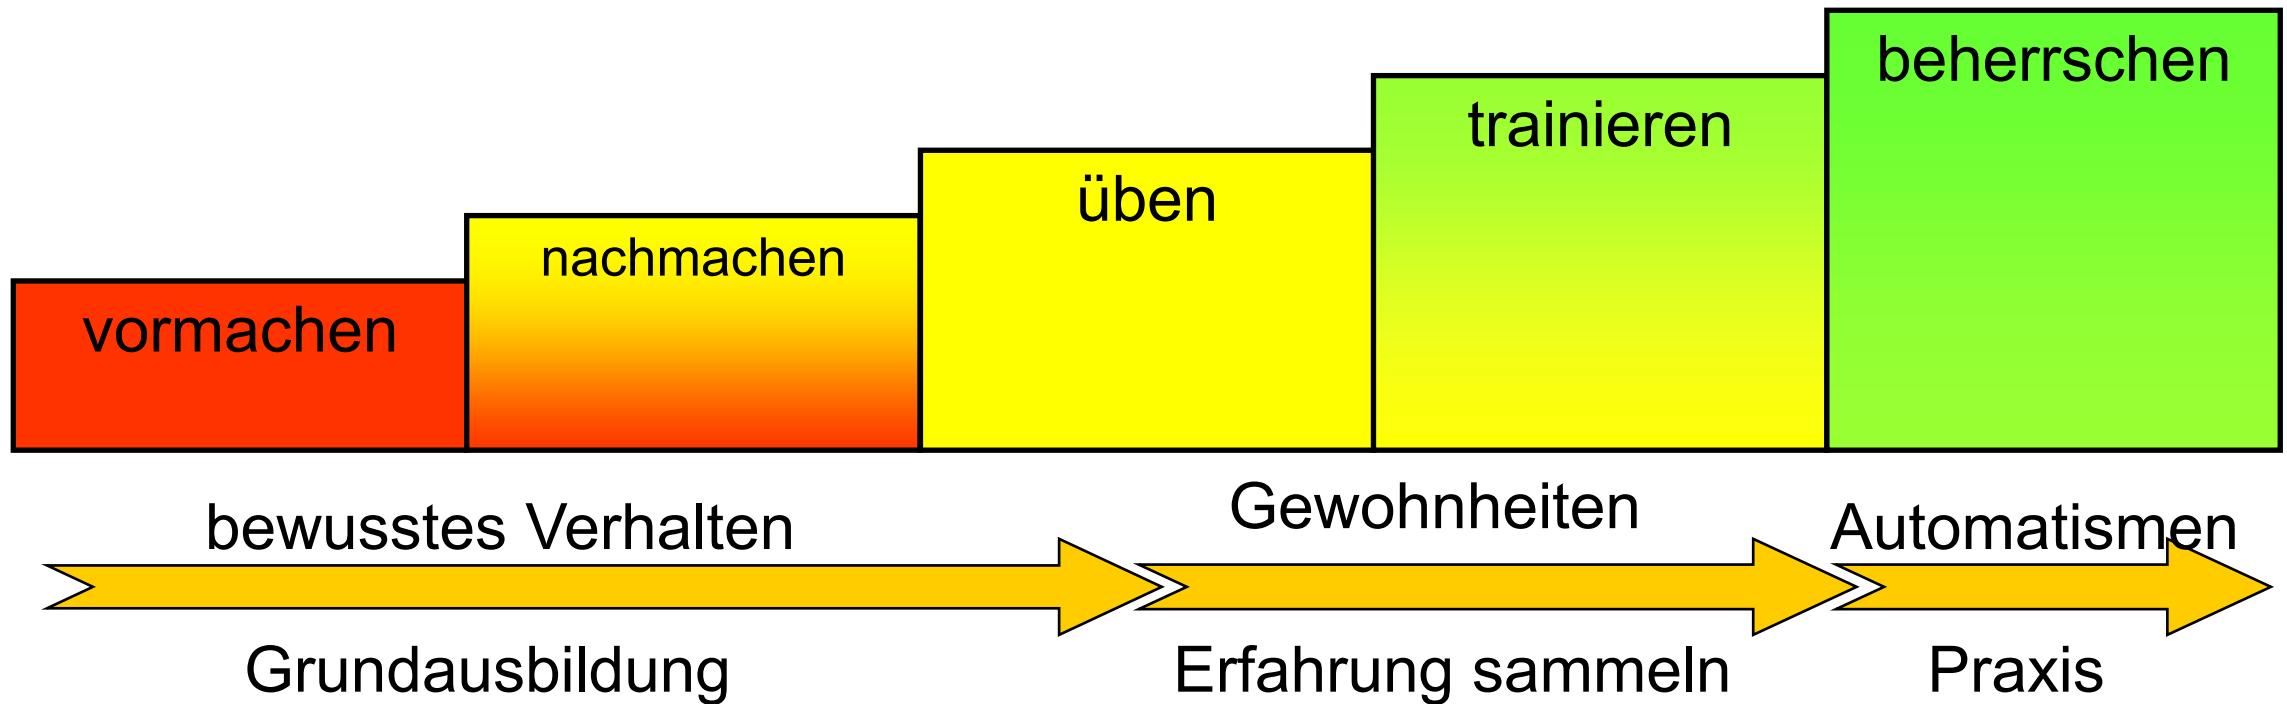 vormachen
nachmachen
üben
trainieren
beherrschen
bewusstes Verhalten
Gewohnheiten
Automatismen
Grundausbildung
Erfahrung sammeln
Praxis